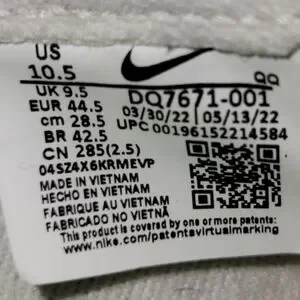 US
10.5 QQ
UK 9.5 DQ7671-001
EUR 44.5 03/30/22 05/13/22
cm 28.5 UPC 00196152214584
BR 42.5
CN 285(2.5)
04SZ4X6KRMEVP
MADE IN VIETNAM
HECHO EN VIETNAM
FABRIQUE AU VIETNAM
FABRICADO NO VIETNÃ
This product is covered by one or more patents:
www.nike.com/patentsvirtualmarking